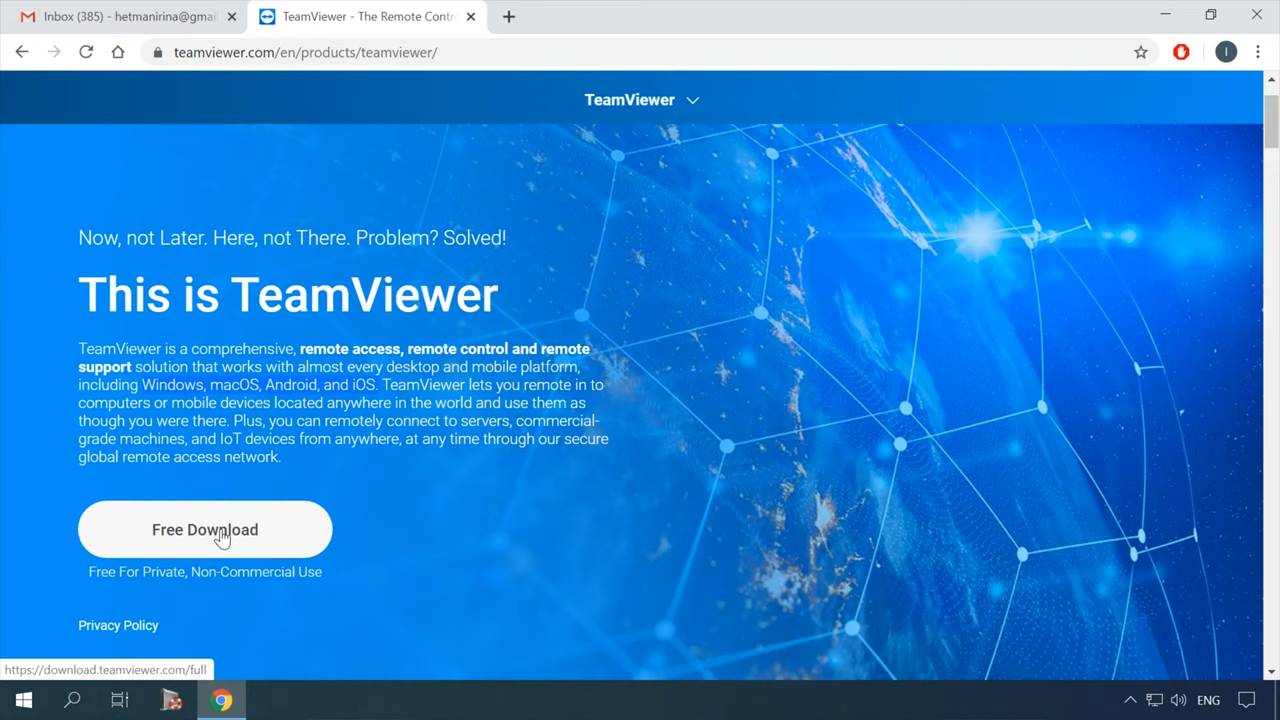 Inbox (385) - hetmanirina@gmai
TeamViewer - The Remote Contr
teamviewer.com/en/products/teamviewer/
I
TeamViewer
Now, not Later. Here, not There. Problem? Solved!
This is TeamViewer
TeamViewer is a comprehensive, remote access, remote control and remote
support solution that works with almost every desktop and mobile platform,
including Windows, macOS, Android, and iOS. TeamViewer lets you remote in to
computers or mobile devices located anywhere in the world and use them as
though you were there. Plus, you can remotely connect to servers, commercial-
grade machines, and IoT devices from anywhere, at any time through our secure
global remote access network.
Free Download
Free For Private, Non-Commercial Use
Privacy Policy
https://download.teamviewer.com/full
ENG